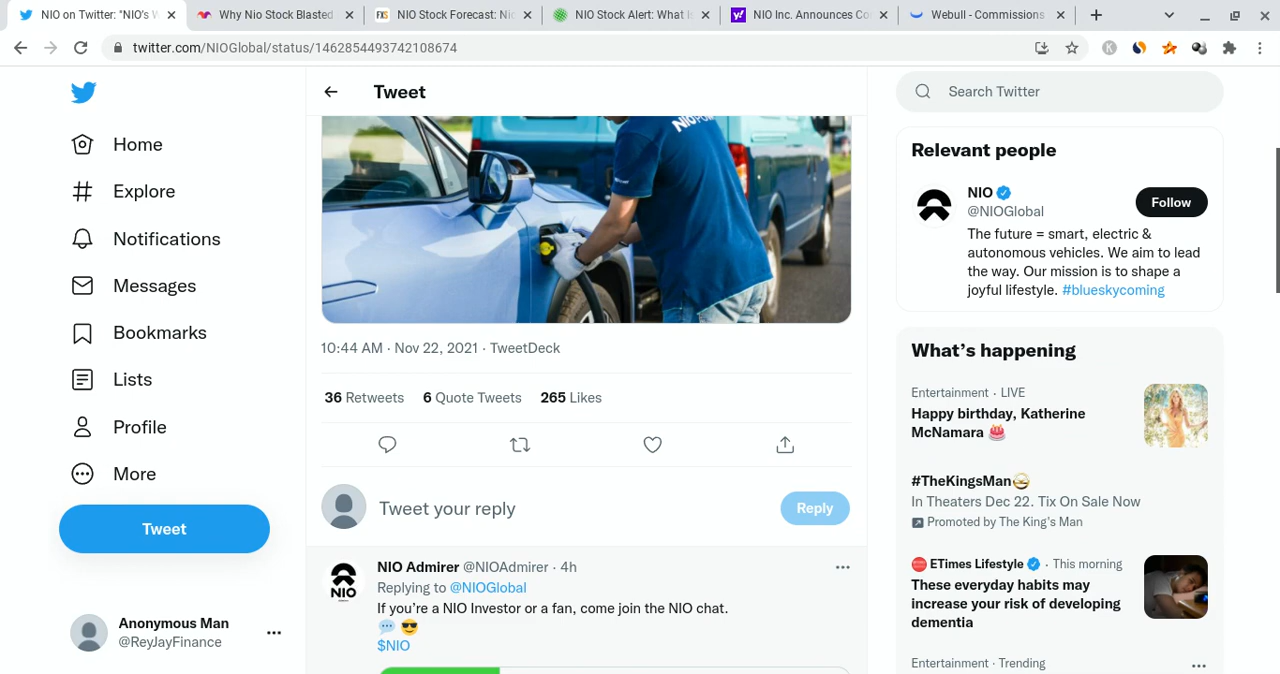 NIO on Twitter: "NIO's W
Why Nio Stock Blasted
NIO Stock Forecast: Nic
NIO Stock Alert: What Is
NIO Inc. Announces Co
Webull - Commissions
twitter.com/NIOGlobal/status/1462854493742108674
Home
Explore
Notifications
Messages
Bookmarks
Lists
Profile
More
Tweet
Anonymous Man
@ReyJayFinance
Tweet
10:44 AM · Nov 22, 2021 · TweetDeck
36 Retweets 6 Quote Tweets 265 Likes
Tweet your reply
Reply
NIO
NIO Admirer @NIOAdmirer · 4h
Replying to @NIOGlobal
If you're a NIO Investor or a fan, come join the NIO chat.
💬 😎
$NIO
Search Twitter
Relevant people
NIO
@NIOGlobal
Follow
The future = smart, electric &
autonomous vehicles. We aim to lead
the way. Our mission is to shape a
joyful lifestyle. #blueskycoming
What's happening
Entertainment · LIVE
Happy birthday, Katherine
McNamara 🎂
#TheKingsMan
In Theaters Dec 22. Tix On Sale Now
Promoted by The King's Man
ETimes Lifestyle · This morning
These everyday habits may
increase your risk of developing
dementia
Entertainment · Trending